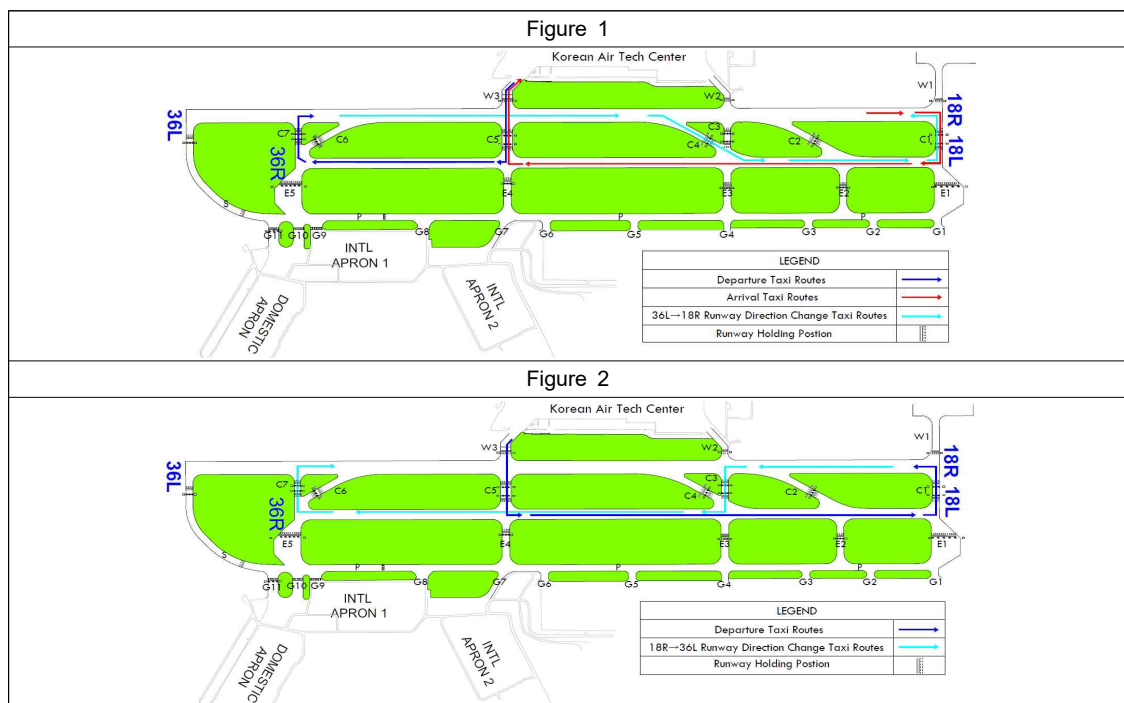 Figure 1
Korean Air Tech Center
W3
W2
W1
36L
18R
C7
C6
C5
C3
C4
C2
C1
36R
18L
E5
E4
E3
E2
E1
S
P
P
P
G11
G10
G9
G8
G7
G6
G5
G4
G3
G2
G1
INTL
APRON 1
INTL
APRON 2
DOMESTIC
APRON
LEGEND
Departure Taxi Routes
Arrival Taxi Routes
36L→18R Runway Direction Change Taxi Routes
Runway Holding Postion
Figure 2
Korean Air Tech Center
W3
W2
W1
36L
18R
C7
C6
C5
C3
C4
C2
C1
36R
18L
E5
E4
E3
E2
E1
S
P
P
P
G11
G10
G9
G8
G7
G6
G5
G4
G3
G2
G1
INTL
APRON 1
INTL
APRON 2
DOMESTIC
APRON
LEGEND
Departure Taxi Routes
18R→36L Runway Direction Change Taxi Routes
Runway Holding Postion